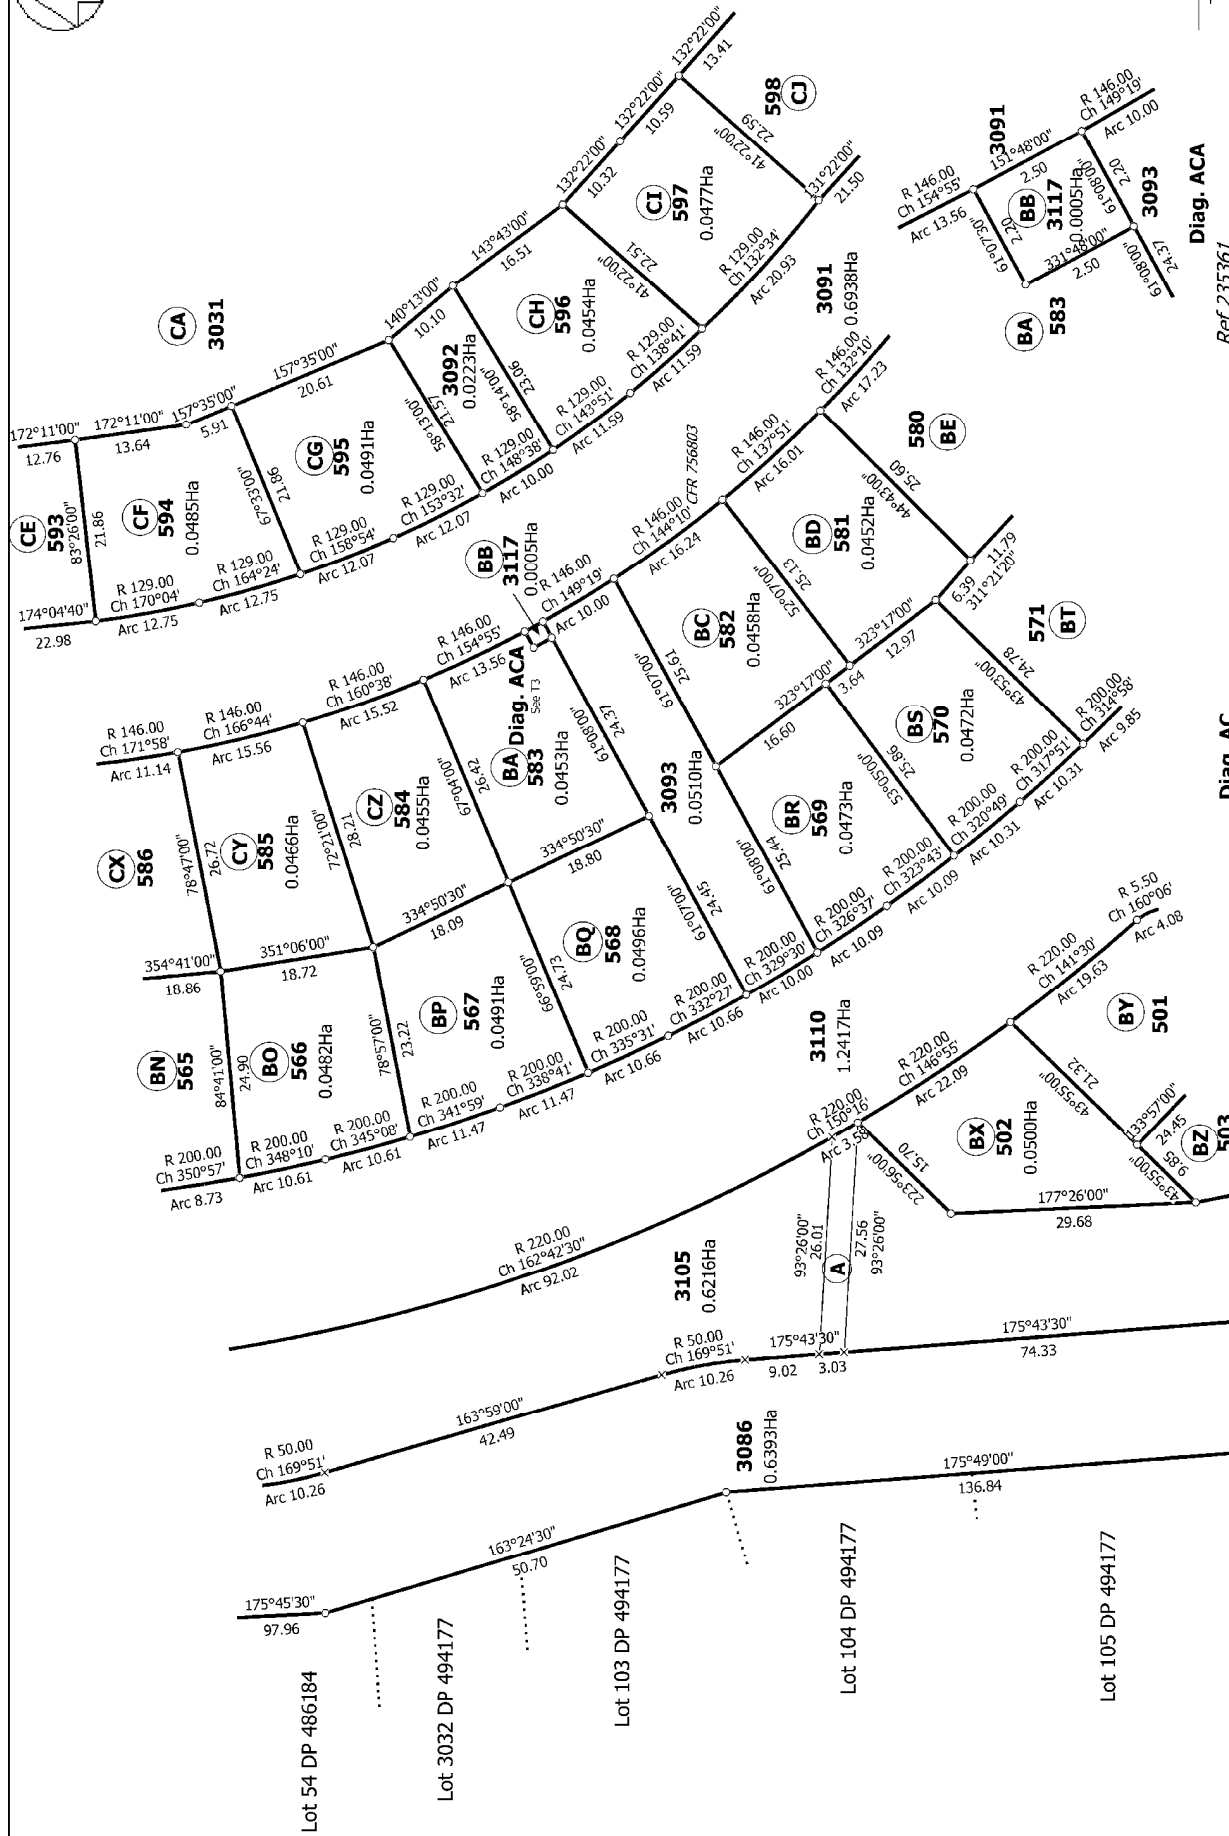 CA
3031
172°11'00"
12.76
172°11'00"
13.64
157°35'00"
5.91
157°35'00"
20.61
140°13'00"
10.10
143°43'00"
16.51
132°22'00"
10.32
132°22'00"
10.59
132°22'00"
13.41
CE
593
83°26'00"
21.86
174°04'40"
22.98
CF
594
0.0485Ha
67°33'00"
21.86
CG
595
0.0491Ha
58°13'00"
21.57
3092
0.0223Ha
58°14'00"
23.06
CH
596
0.0454Ha
41°22'00"
22.51
CI
597
0.0477Ha
41°22'00"
22.59
598
CJ
131°22'00"
21.50
R 129.00
Ch 170°04'
Arc 12.75
R 129.00
Ch 164°24'
Arc 12.75
R 129.00
Ch 158°54'
Arc 12.07
R 129.00
Ch 153°32'
Arc 12.07
R 129.00
Ch 148°38'
Arc 10.00
R 129.00
Ch 143°51'
Arc 11.59
R 129.00
Ch 138°41'
Arc 11.59
R 129.00
Ch 132°34'
Arc 20.93
3091
0.6938Ha
R 146.00
Ch 171°58'
Arc 11.14
R 146.00
Ch 166°44'
Arc 15.56
R 146.00
Ch 160°38'
Arc 15.52
R 146.00
Ch 154°55'
Arc 13.56
BB
3117
0.0005Ha
R 146.00
Ch 149°19'
Arc 10.00
R 146.00
Ch 144°10'
Arc 16.24
CFR 756803
R 146.00
Ch 137°51'
Arc 16.01
R 146.00
Ch 132°10'
Arc 17.23
CX
586
78°47'00"
26.72
CY
585
0.0466Ha
72°21'00"
28.21
CZ
584
0.0455Ha
67°04'00"
26.42
BA
583
Diag. ACA
See T3
0.0453Ha
61°08'00"
24.37
3093
0.0510Ha
61°07'00"
25.61
BC
582
0.0458Ha
52°07'00"
25.13
BD
581
0.0452Ha
44°43'00"
25.60
580
BE
354°41'00"
18.86
351°06'00"
18.72
334°50'30"
18.09
334°50'30"
18.80
16.60
323°17'00"
3.64
323°17'00"
12.97
6.39
311°21'20"
11.79
BN
565
84°41'00"
24.90
BO
566
0.0482Ha
78°57'00"
23.22
BP
567
0.0491Ha
66°59'00"
24.73
BQ
568
0.0496Ha
61°07'00"
24.45
61°08'00"
25.44
BR
569
0.0473Ha
53°05'00"
25.86
BS
570
0.0472Ha
43°53'00"
24.78
571
BT
R 200.00
Ch 350°57'
Arc 8.73
R 200.00
Ch 348°10'
Arc 10.61
R 200.00
Ch 345°08'
Arc 10.61
R 200.00
Ch 341°59'
Arc 11.47
R 200.00
Ch 338°41'
Arc 11.47
R 200.00
Ch 335°31'
Arc 10.66
R 200.00
Ch 332°27'
Arc 10.66
R 200.00
Ch 329°30'
Arc 10.00
R 200.00
Ch 326°37'
Arc 10.09
R 200.00
Ch 323°43'
Arc 10.09
R 200.00
Ch 320°49'
Arc 10.31
R 200.00
Ch 317°51'
Arc 10.31
R 200.00
Ch 314°58'
Arc 9.85
3110
1.2417Ha
R 220.00
Ch 162°42'30"
Arc 92.02
R 220.00
Ch 150°16'
Arc 3.58
R 220.00
Ch 146°55'
Arc 22.09
R 220.00
Ch 141°30'
Arc 19.63
R 5.50
Ch 160°06'
Arc 4.08
3105
0.6216Ha
93°26'00"
26.01
A
27.56
93°26'00"
223°56'00"
15.70
BX
502
0.0500Ha
43°55'00"
21.32
BY
501
133°57'00"
24.45
9.85
43°55'00"
BZ
503
177°26'00"
29.68
R 50.00
Ch 169°51'
Arc 10.26
163°59'00"
42.49
R 50.00
Ch 169°51'
Arc 10.26
175°43'30"
9.02
3.03
175°43'30"
74.33
3086
0.6393Ha
175°45'30"
97.96
163°24'30"
50.70
175°49'00"
136.84
Lot 54 DP 486184
Lot 3032 DP 494177
Lot 103 DP 494177
Lot 104 DP 494177
Lot 105 DP 494177
R 146.00
Ch 154°55'
Arc 13.56
3091
151°48'00"
2.50
R 146.00
Ch 149°19'
Arc 10.00
61°07'30"
2.20
BB
3117
0.0005Ha
61°08'00"
2.20
331°48'00"
2.50
BA
583
3093
61°08'00"
24.37
Diag. ACA
Ref 235361
Diag. AC